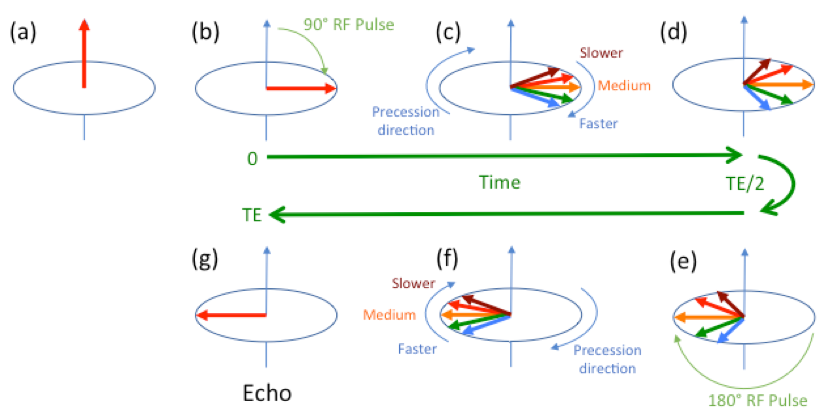 (a)
(b)
90° RF Pulse
(c)
Slower
Medium
Faster
Precession
direction
(d)
0
Time
TE/2
TE
(g)
Echo
(f)
Slower
Medium
Faster
Precession
direction
(e)
180° RF Pulse